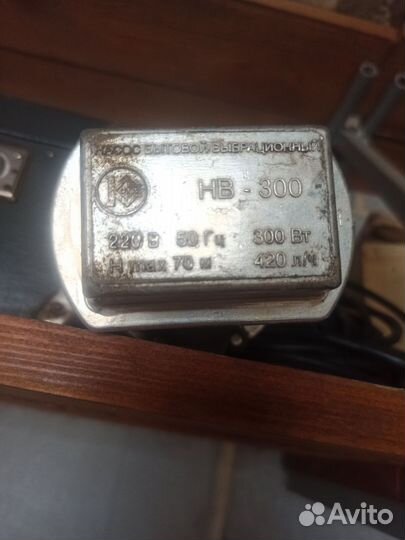 НАСОС БЫТОВОЙ ВИБРАЦИОННЫЙ
НВ - 300
220 В 50 Гц 300 Вт
H max 70 м 420 л/ч
Avito